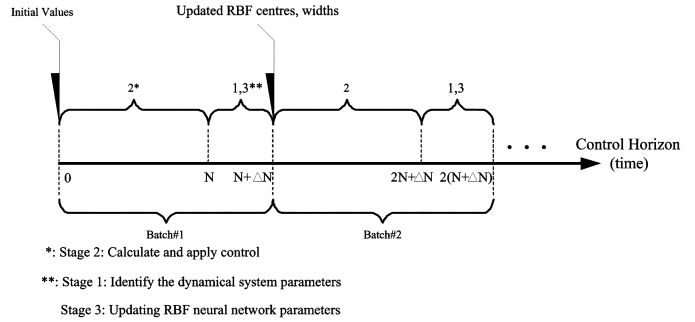 Initial Values
Updated RBF centres, widths
2*
1,3**
2
1,3
. . .
Control Horizon
(time)
0
N
N+△N
2N+△N
2(N+△N)
Batch#1
Batch#2
*: Stage 2: Calculate and apply control
**: Stage 1: Identify the dynamical system parameters
Stage 3: Updating RBF neural network parameters